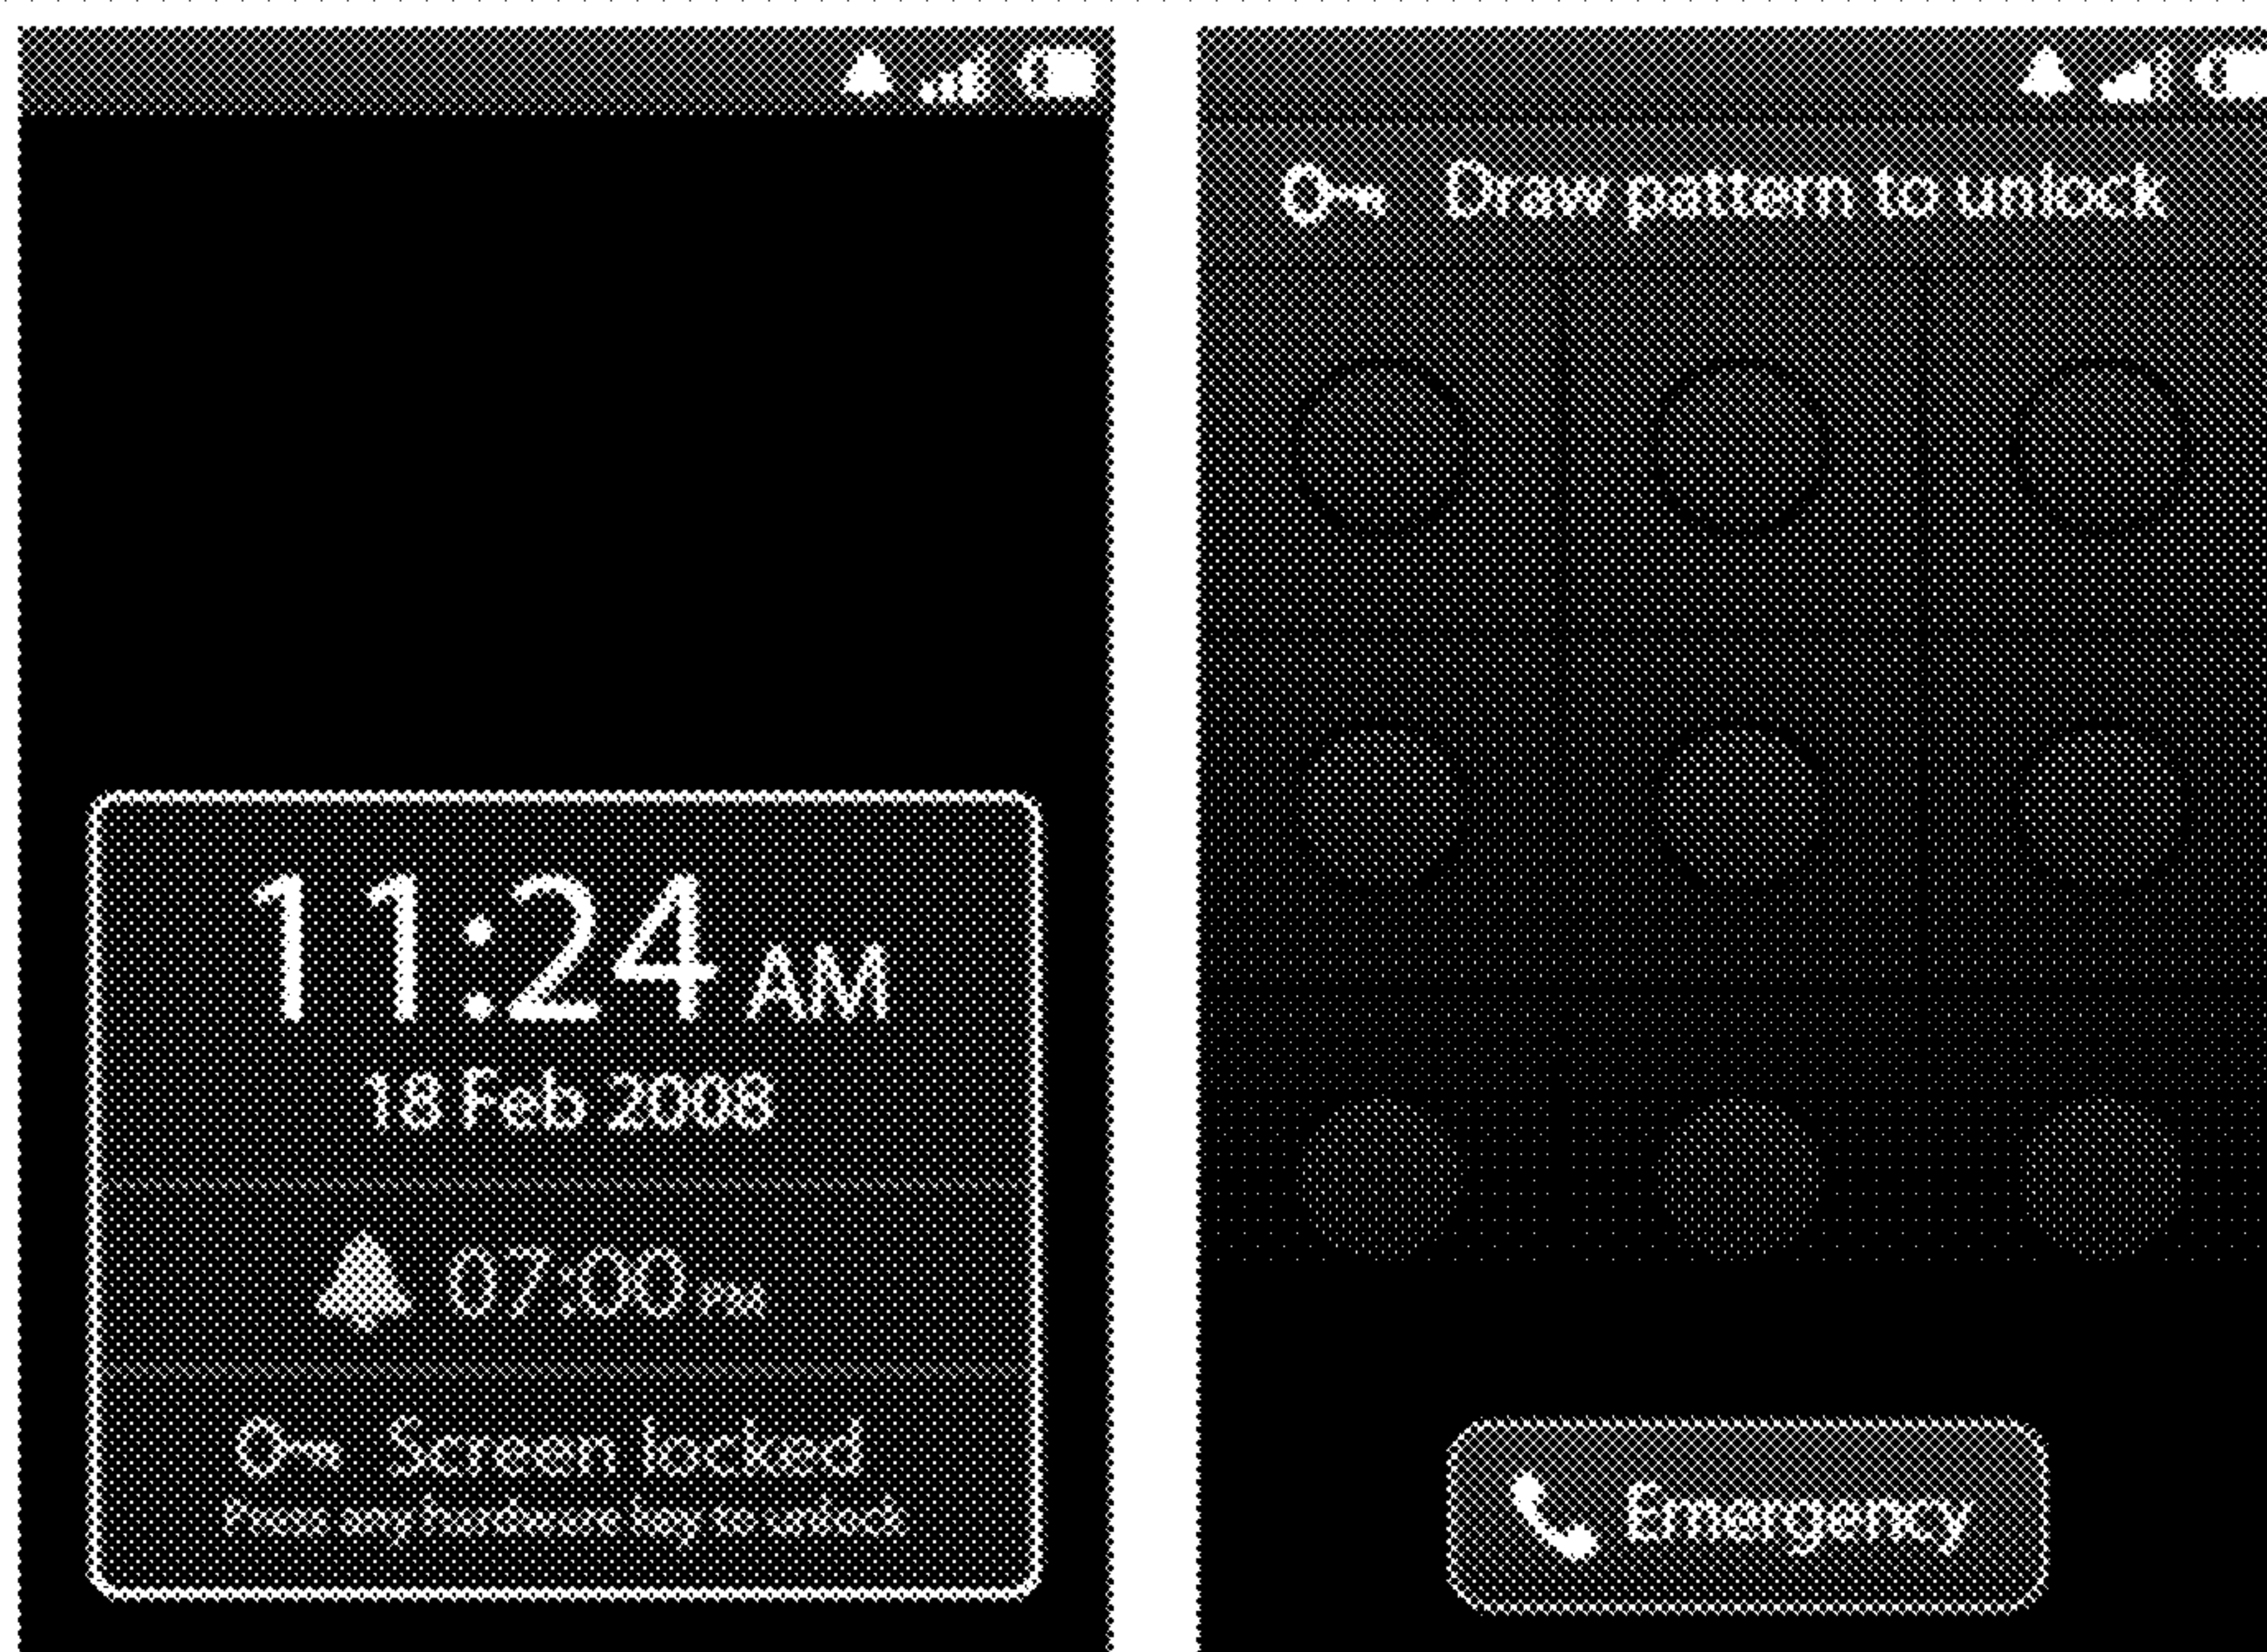 11:24 AM
18 Feb 2008
07:00 PM
Screen locked
Press any hardware key to unlock
Draw pattern to unlock
Emergency